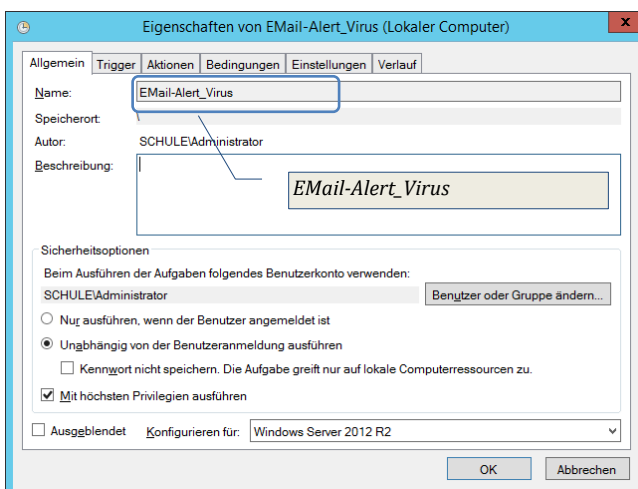 Eigenschaften von EMail-Alert_Virus (Lokaler Computer)
x
Allgemein Trigger Aktionen Bedingungen Einstellungen Verlauf
Name: EMail-Alert_Virus
Speicherort: \
Autor: SCHULE\Administrator
Beschreibung:
EMail-Alert_Virus
Sicherheitsoptionen
Beim Ausführen der Aufgaben folgendes Benutzerkonto verwenden:
SCHULE\Administrator Benutzer oder Gruppe ändern...
Nur ausführen, wenn der Benutzer angemeldet ist
Unabhängig von der Benutzeranmeldung ausführen
Kennwort nicht speichern. Die Aufgabe greift nur auf lokale Computerressourcen zu.
Mit höchsten Privilegien ausführen
Ausgeblendet Konfigurieren für: Windows Server 2012 R2
OK Abbrechen